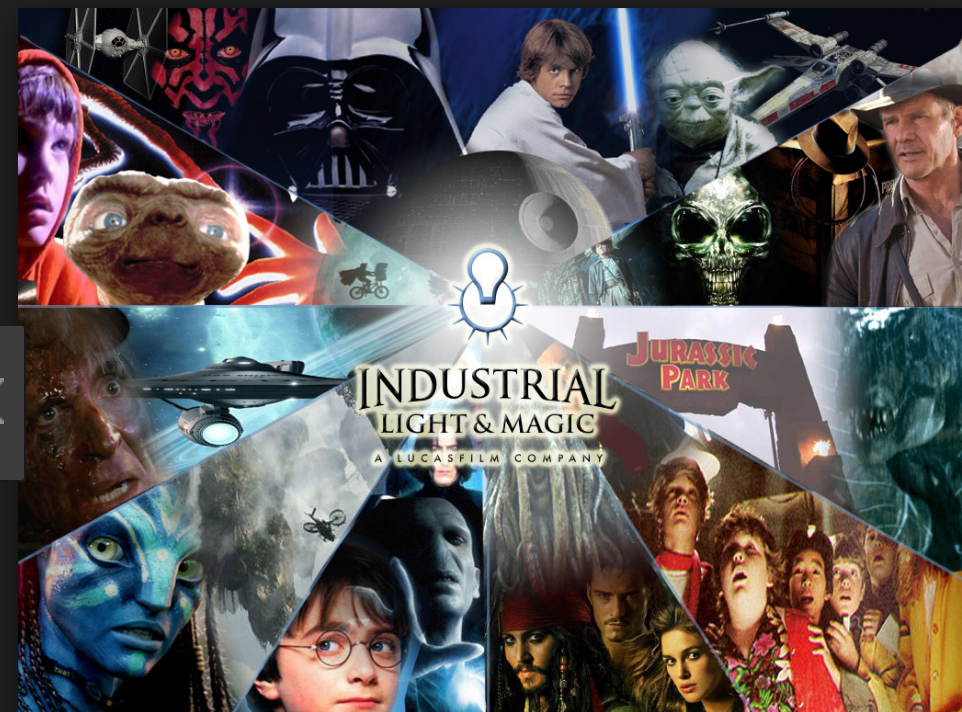 JURASSIC
PARK
INDUSTRIAL
LIGHT & MAGIC
A LUCASFILM COMPANY